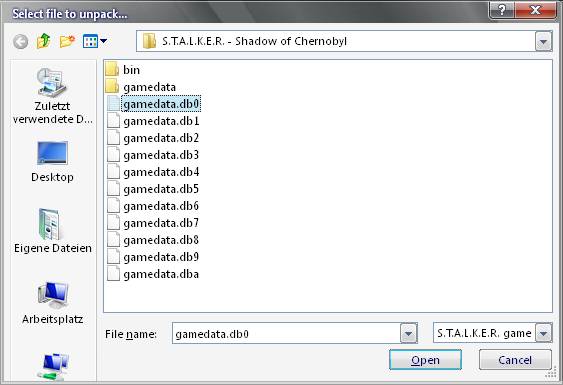 Select file to unpack...
S.T.A.L.K.E.R. - Shadow of Chernobyl
Zuletzt
verwendete D...
Desktop
Eigene Dateien
Arbeitsplatz
bin
gamedata
gamedata.db0
gamedata.db1
gamedata.db2
gamedata.db3
gamedata.db4
gamedata.db5
gamedata.db6
gamedata.db7
gamedata.db8
gamedata.db9
gamedata.dba
File name:
gamedata.db0
S.T.A.L.K.E.R. game
Open
Cancel